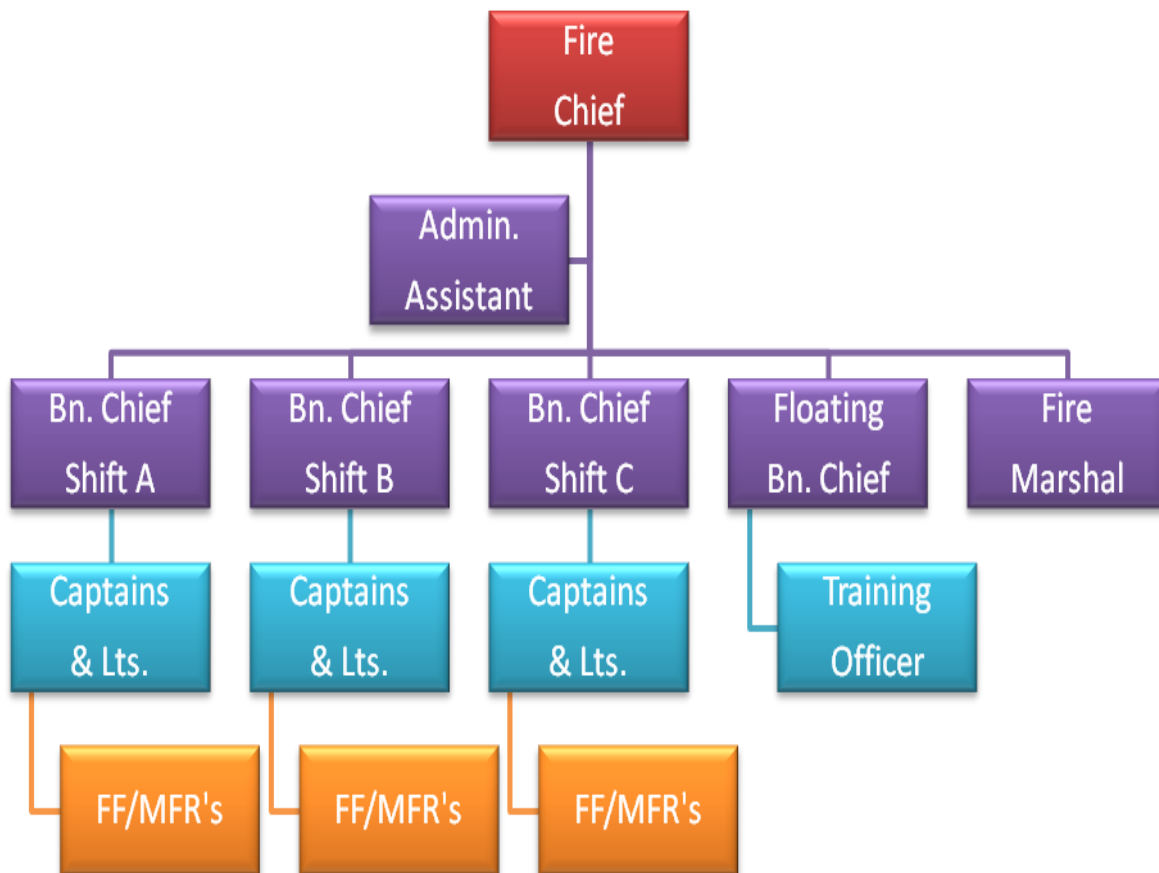 Fire
Chief
Admin.
Assistant
Bn. Chief
Shift A
Bn. Chief
Shift B
Bn. Chief
Shift C
Floating
Bn. Chief
Fire
Marshal
Captains
& Lts.
Captains
& Lts.
Captains
& Lts.
Training
Officer
FF/MFR's
FF/MFR's
FF/MFR's